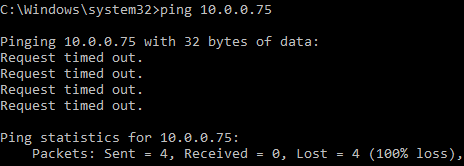 C:\Windows\system32>ping 10.0.0.75
Pinging 10.0.0.75 with 32 bytes of data:
Request timed out.
Request timed out.
Request timed out.
Request timed out.
Ping statistics for 10.0.0.75:
    Packets: Sent = 4, Received = 0, Lost = 4 (100% loss),